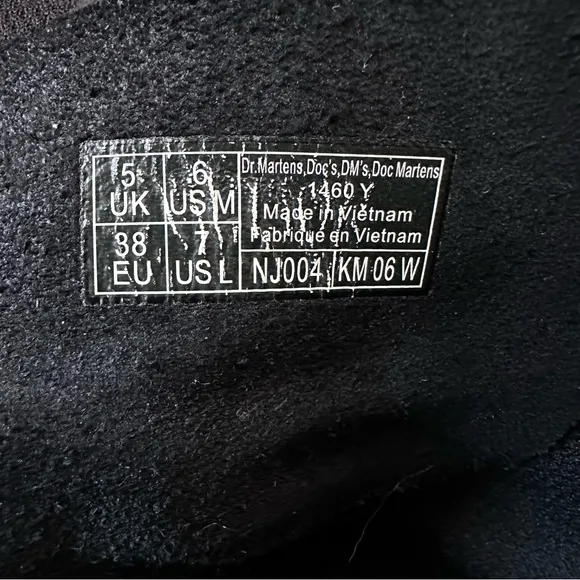 5 UK
6 US M
38 EU
7 US L
Dr.Martens,Doc's,DM's,Doc Martens
1460 Y
Made in Vietnam
Fabriqué en Vietnam
NJ004
KM 06 W